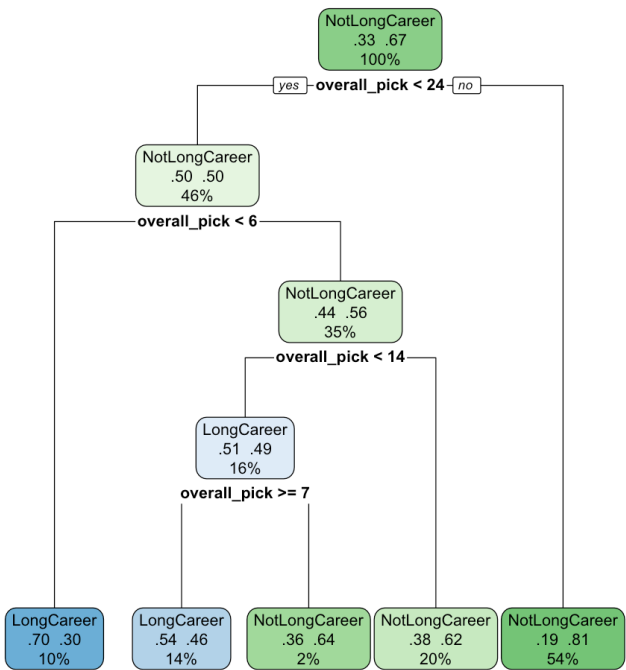 NotLongCareer
.33 .67
100%
yes overall_pick < 24 no
NotLongCareer
.50 .50
46%
overall_pick < 6
NotLongCareer
.44 .56
35%
overall_pick < 14
LongCareer
.51 .49
16%
overall_pick >= 7
LongCareer
.70 .30
10%
LongCareer
.54 .46
14%
NotLongCareer
.36 .64
2%
NotLongCareer
.38 .62
20%
NotLongCareer
.19 .81
54%